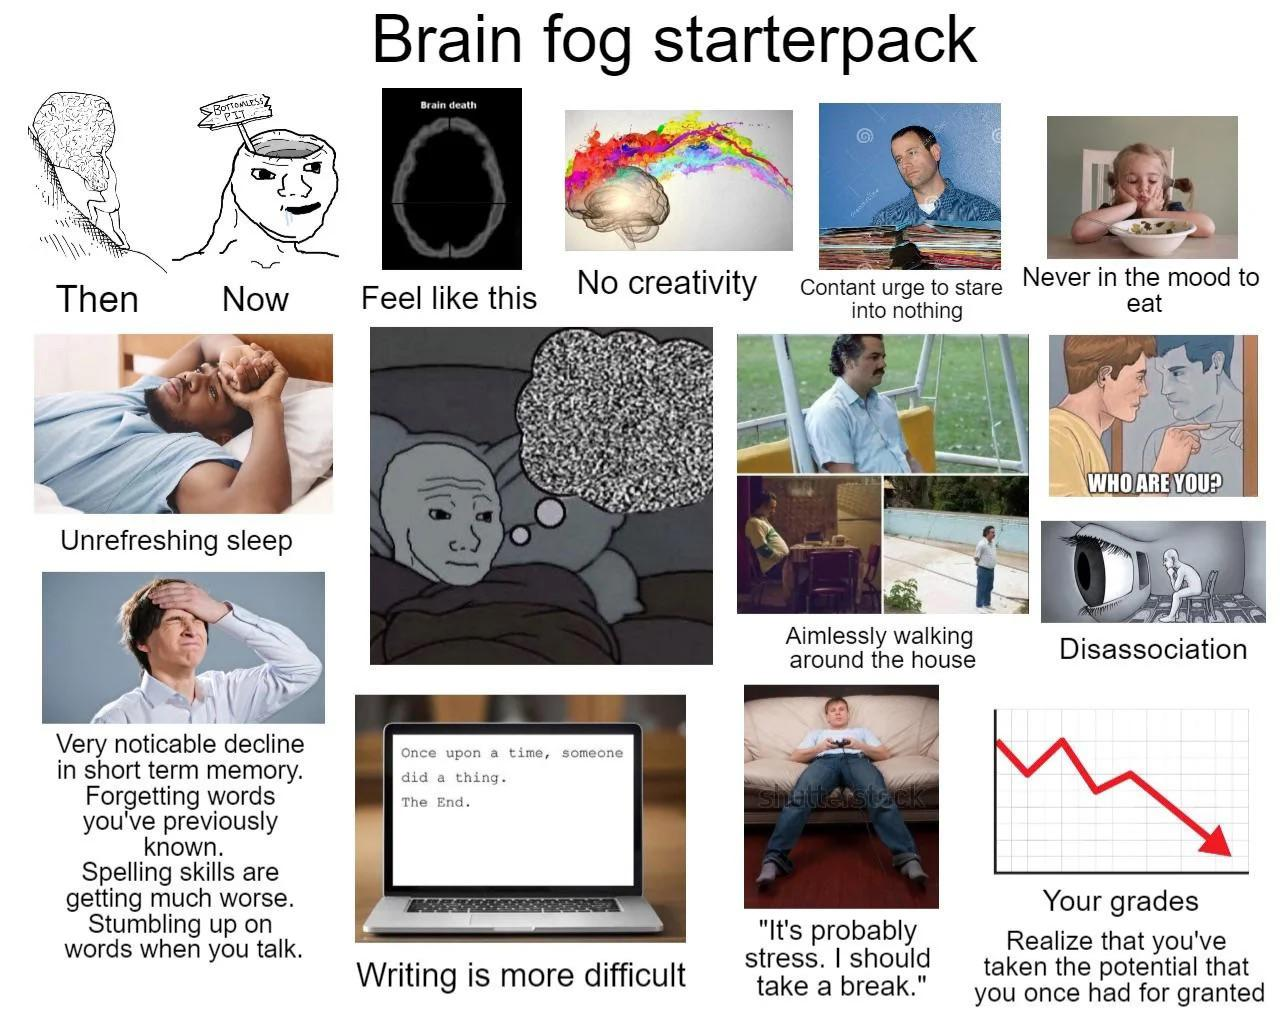 Brain fog starterpack
BOTTOMLESS
PIT
Then
Now
Brain death
Feel like this
No creativity
Contant urge to stare
into nothing
Never in the mood to
eat
Unrefreshing sleep
Aimlessly walking
around the house
WHO ARE YOU?
Disassociation
Very noticable decline
in short term memory.
Forgetting words
you've previously
known.
Spelling skills are
getting much worse.
Stumbling up on
words when you talk.
Once upon a time, someone
did a thing.
The End.
Writing is more difficult
shutterstock
"It's probably
stress. I should
take a break."
Your grades
Realize that you've
taken the potential that
you once had for granted